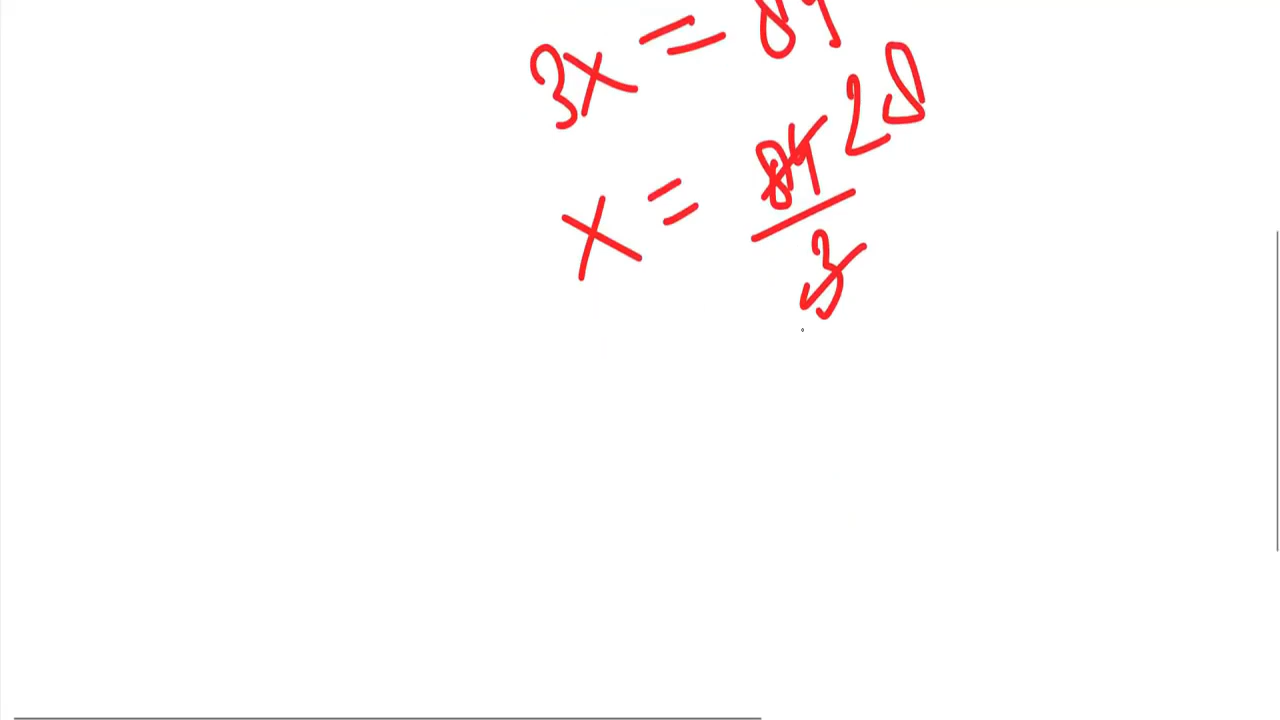 3x = 84
x = 84/3 28